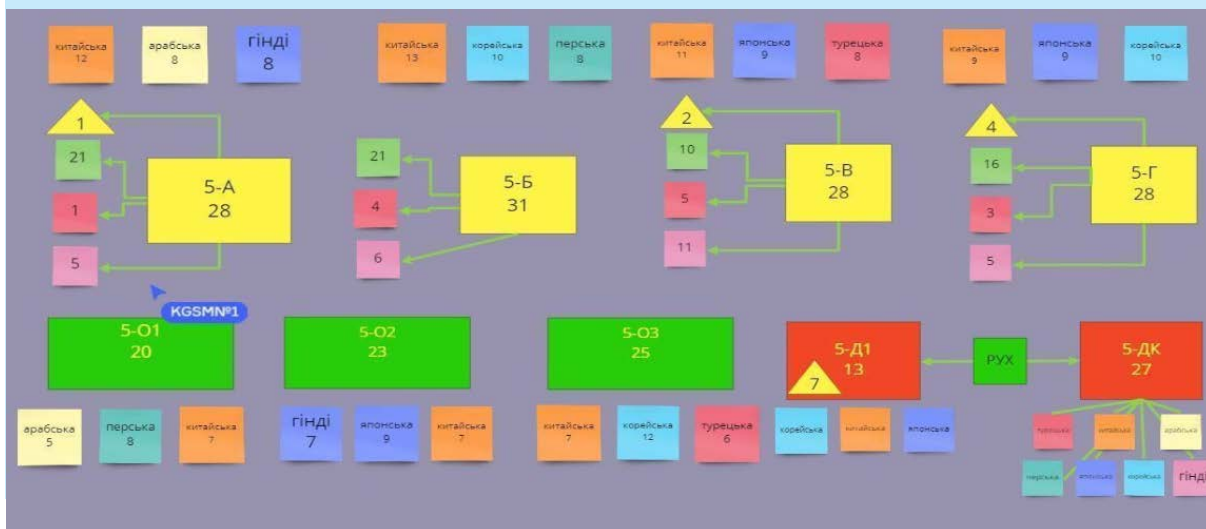 китайська
12
арабська
8
гінді
8
китайська
13
корейська
10
перська
8
китайська
11
японська
9
турецька
8
китайська
9
японська
9
корейська
10
1
21
1
5
5-А
28
21
4
6
5-Б
31
2
10
5
11
5-В
28
4
16
3
5
5-Г
28
KGSM№1
5-О1
20
5-О2
23
5-О3
25
5-Д1
13
7
РУХ
5-ДК
27
арабська
5
перська
8
китайська
7
гінді
7
японська
9
китайська
7
китайська
7
корейська
12
турецька
6
корейська
китайська
японська
турецька
китайська
арабська
перська
японська
корейська
гінді